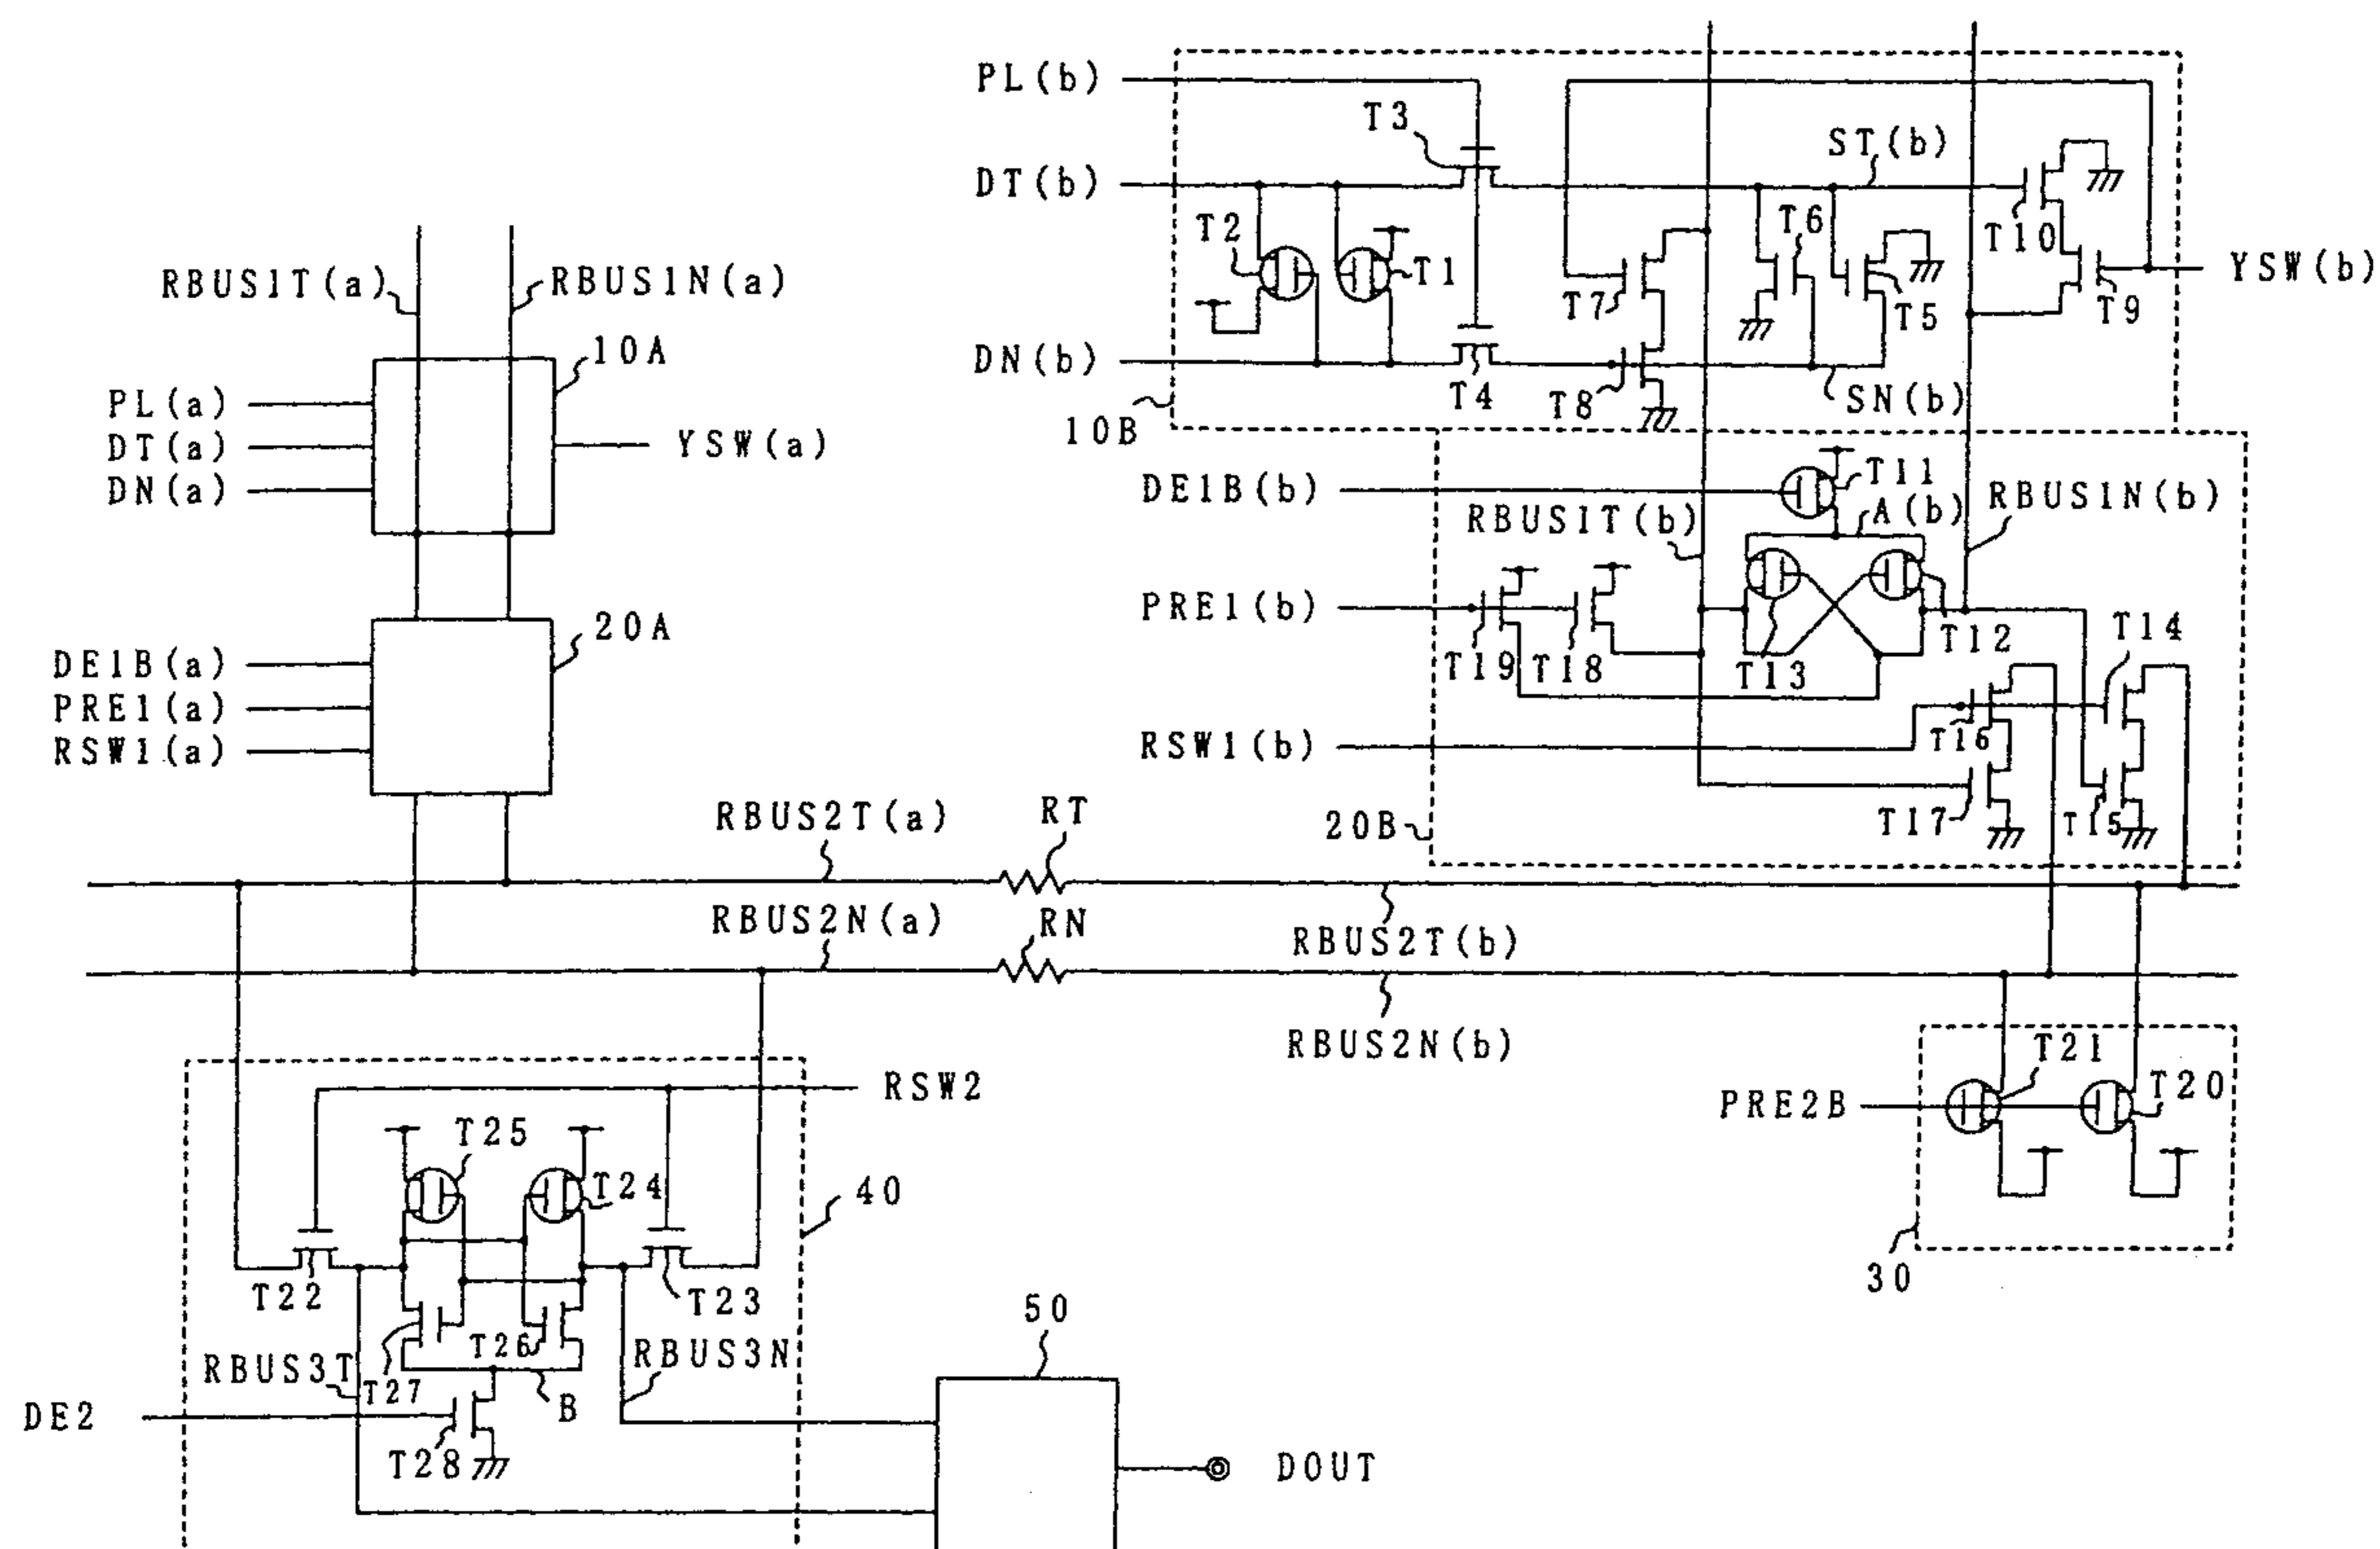 PL(b)
T3
DT(b)
ST(b)
T2
T1
T6
T10
T7
T5
T9
YSW(b)
DN(b)
T4
T8
SN(b)
10B
RBUS1T(a)
RBUS1N(a)
10A
PL(a)
DT(a)
DN(a)
YSW(a)
DE1B(b)
T11
RBUS1T(b)
A(b)
RBUS1N(b)
PRE1(b)
T19
T18
T13
T12
T14
20A
DE1B(a)
PRE1(a)
RSW1(a)
RSW1(b)
T16
T17
T15
20B
RBUS2T(a)
RT
RBUS2N(a)
RN
RBUS2T(b)
RBUS2N(b)
RSW2
T25
T24
40
T21
T20
PRE2B
30
T22
T23
T26
RBUS3T
T27
RBUS3N
50
B
DE2
T28
DOUT